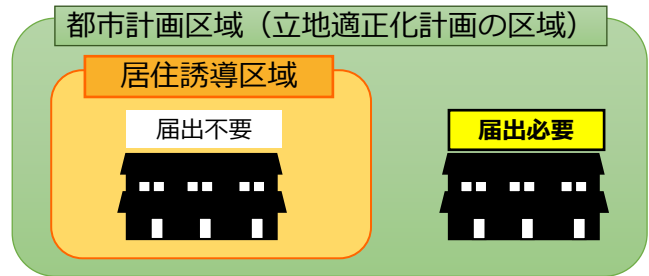 都市計画区域（立地適正化計画の区域）
居住誘導区域
届出不要
届出必要